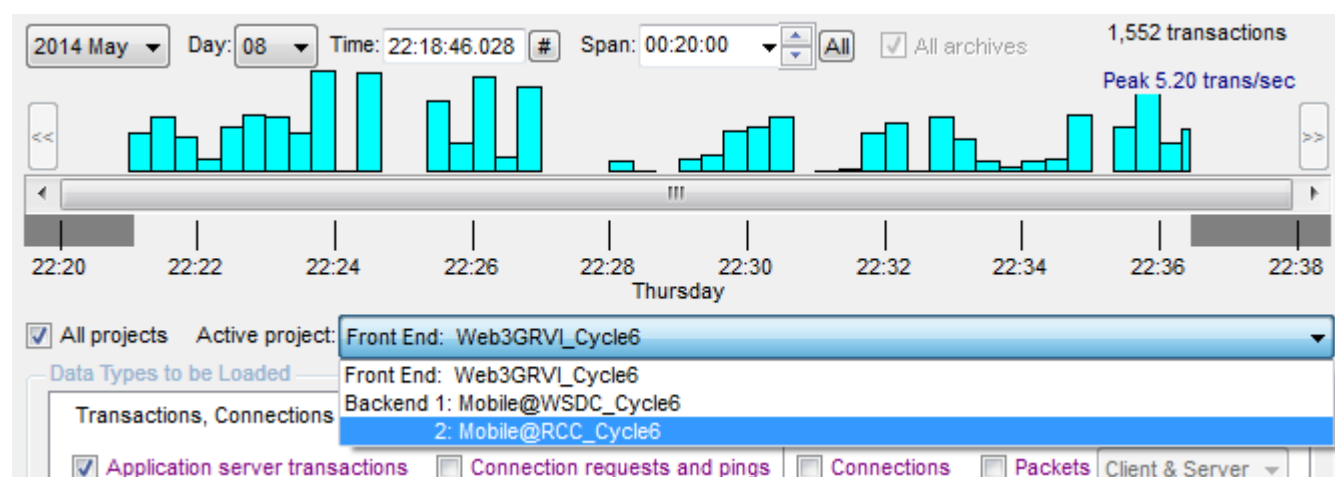 2014 May Day: 08 Time: 22:18:46.028 # Span: 00:20:00 All All archives 1,552 transactions
Peak 5.20 trans/sec
<< >>
22:20 22:22 22:24 22:26 22:28 22:30 22:32 22:34 22:36 22:38
Thursday
All projects Active project: Front End: Web3GRVI_Cycle6
Data Types to be Loaded Front End: Web3GRVI_Cycle6
Transactions, Connections Backend 1: Mobile@WSDC_Cycle6
2: Mobile@RCC_Cycle6
Application server transactions Connection requests and pings Connections Packets Client & Server